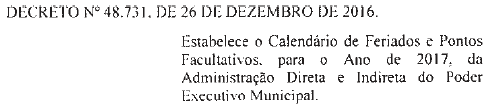 DECRETO Nº 48.731, DE 26 DE DEZEMBRO DE 2016.
Estabelece o Calendário de Feriados e Pontos
Facultativos, para o Ano de 2017, da
Administração Direta e Indireta do Poder
Executivo Municipal.